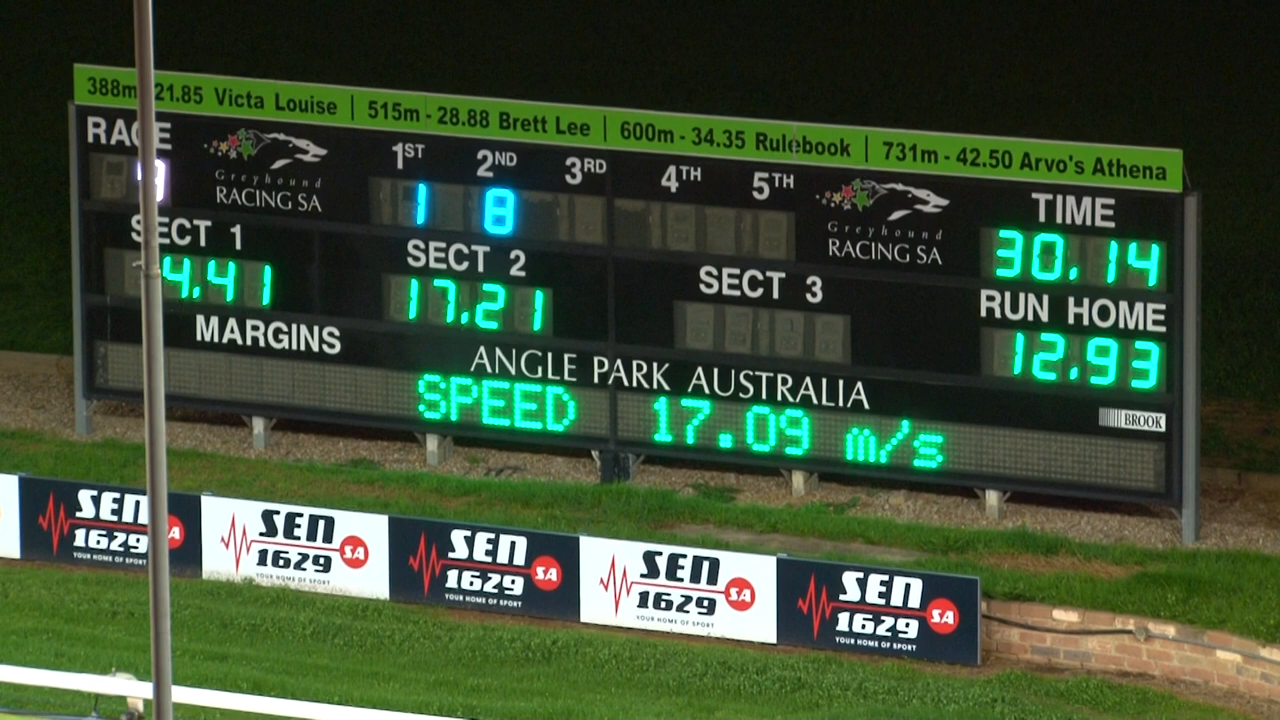 388m 21.85 Victa Louise | 515m - 28.88 Brett Lee | 600m - 34.35 Rulebook | 731m - 42.50 Arvo's Athena
RACE
Greyhound
RACING SA
1ST 2ND 3RD 4TH 5TH
1 8
Greyhound
RACING SA
TIME
30.14
SECT 1
4.41
SECT 2
17.21
SECT 3
RUN HOME
12.93
MARGINS
ANGLE PARK AUSTRALIA
BROOK
SPEED 17.09 m/s
SEN
1629 SA
YOUR HOME OF SPORT
SEN
1629 SA
YOUR HOME OF SPORT
SEN
1629 SA
YOUR HOME OF SPORT
SEN
1629 SA
YOUR HOME OF SPORT
SEN
1629 SA
YOUR HOME OF SPORT